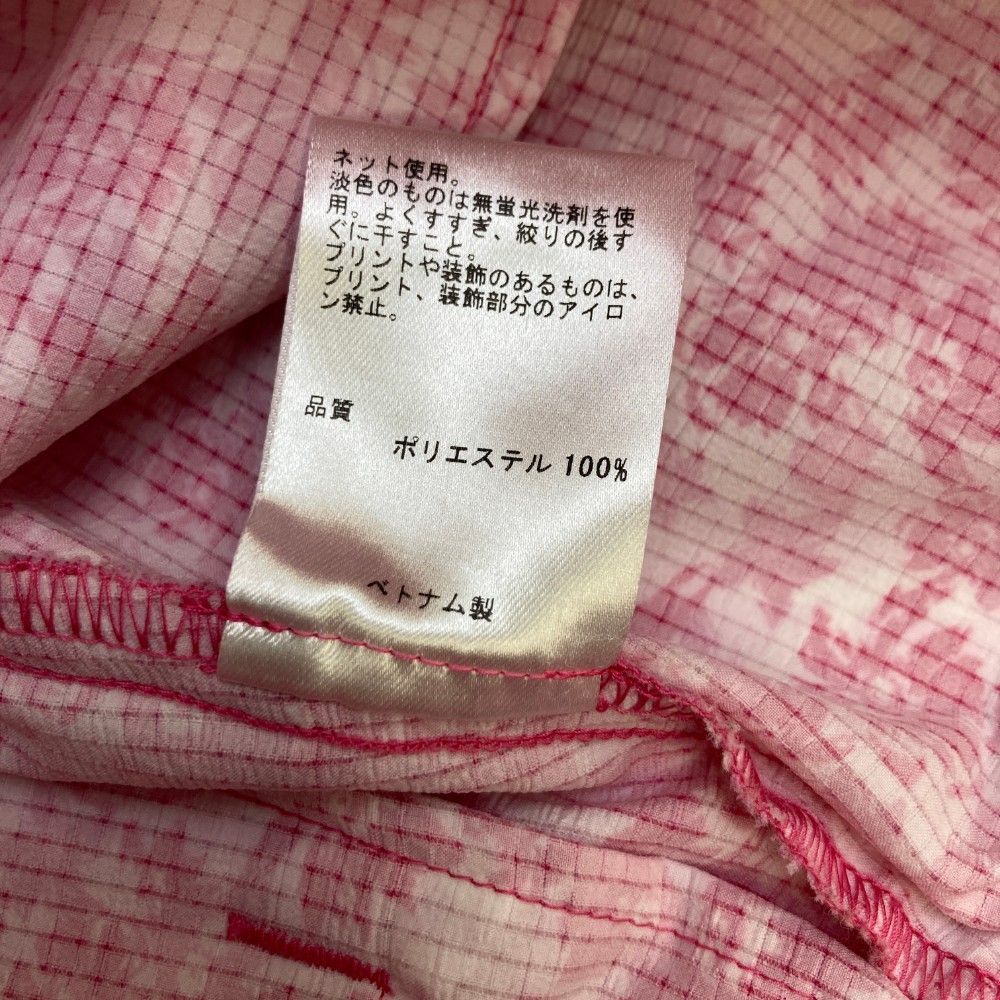 ネット使用。
淡色のものは無蛍光洗剤を使
用。よくすすぎ、絞りの後す
ぐに干すこと。
プリントや装飾のあるものは、
プリント、装飾部分のアイロ
ン禁止。
品質
ポリエステル 100%
ベトナム製